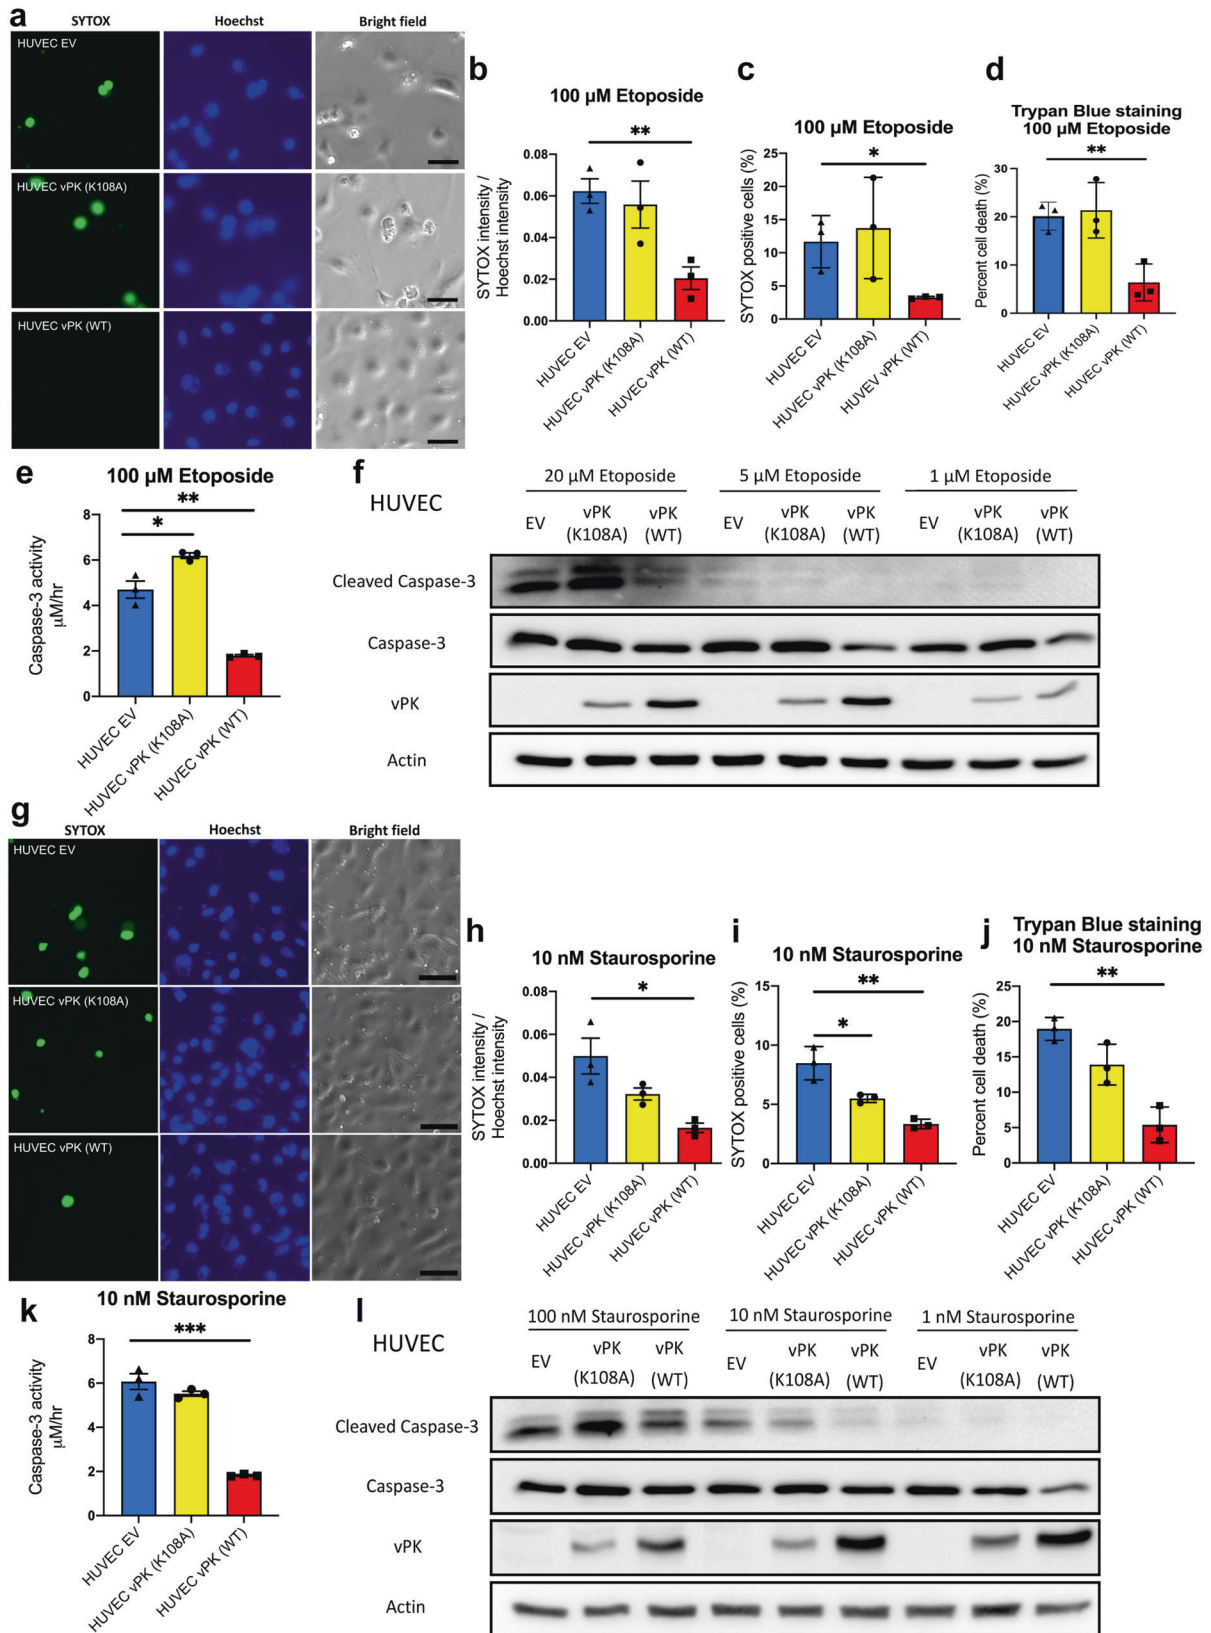 a
SYTOX Hoechst Bright field
HUVEC EV
HUVEC vPK (K108A)
HUVEC vPK (WT)
b
100 µM Etoposide
**
SYTOX intensity /
Hoechst intensity
0.08
0.06
0.04
0.02
0.00
HUVEC EV
HUVEC vPK (K108A)
HUVEC vPK (WT)
c
100 µM Etoposide
*
SYTOX positive cells (%)
25
20
15
10
5
0
HUVEC EV
HUVEC vPK (K108A)
HUVEV vPK (WT)
d
Trypan Blue staining
100 µM Etoposide
**
Percent cell death (%)
30
20
10
0
HUVEC EV
HUVEC vPK (K108A)
HUVEC vPK (WT)
e
100 µM Etoposide
**
*
Caspase-3 activity
µM/hr
8
6
4
2
0
HUVEC EV
HUVEC vPK (K108A)
HUVEC vPK (WT)
f
HUVEC
20 µM Etoposide 5 µM Etoposide 1 µM Etoposide
EV vPK (K108A) vPK (WT) EV vPK (K108A) vPK (WT) EV vPK (K108A) vPK (WT)
Cleaved Caspase-3
Caspase-3
vPK
Actin
g
SYTOX Hoechst Bright field
HUVEC EV
HUVEC vPK (K108A)
HUVEC vPK (WT)
h
10 nM Staurosporine
*
SYTOX intensity /
Hoechst intensity
0.08
0.06
0.04
0.02
0.00
HUVEC EV
HUVEC vPK (K108A)
HUVEC vPK (WT)
i
10 nM Staurosporine
**
*
SYTOX positive cells (%)
15
10
5
0
HUVEC EV
HUVEC vPK (K108A)
HUVEC vPK (WT)
j
Trypan Blue staining
10 nM Staurosporine
**
Percent cell death (%)
25
20
15
10
5
0
HUVEC EV
HUVEC vPK (K108A)
HUVEC vPK (WT)
k
10 nM Staurosporine
***
Caspase-3 activity
µM/hr
8
6
4
2
0
HUVEC EV
HUVEC vPK (K108A)
HUVEC vPK (WT)
l
HUVEC
100 nM Staurosporine 10 nM Staurosporine 1 nM Staurosporine
EV vPK (K108A) vPK (WT) EV vPK (K108A) vPK (WT) EV vPK (K108A) vPK (WT)
Cleaved Caspase-3
Caspase-3
vPK
Actin